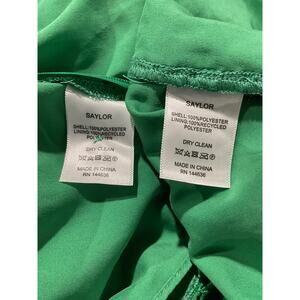 SAYLOR
SHELL:100%POLYESTER
LINING:100%RECYCLED
POLYESTER
DRY CLEAN
MADE IN CHINA
RN 144636
SAYLOR
SHELL:100%POLYESTER
LINING:100%RECYCLED
POLYESTER
DRY CLEAN
MADE IN CHINA
RN 144636